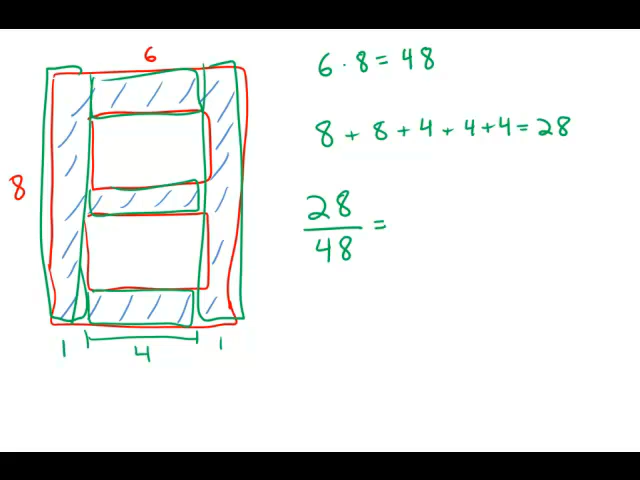 6
6 · 8 = 48
8 + 8 + 4 + 4 + 4 = 28
8
28
48 =
1 4 1